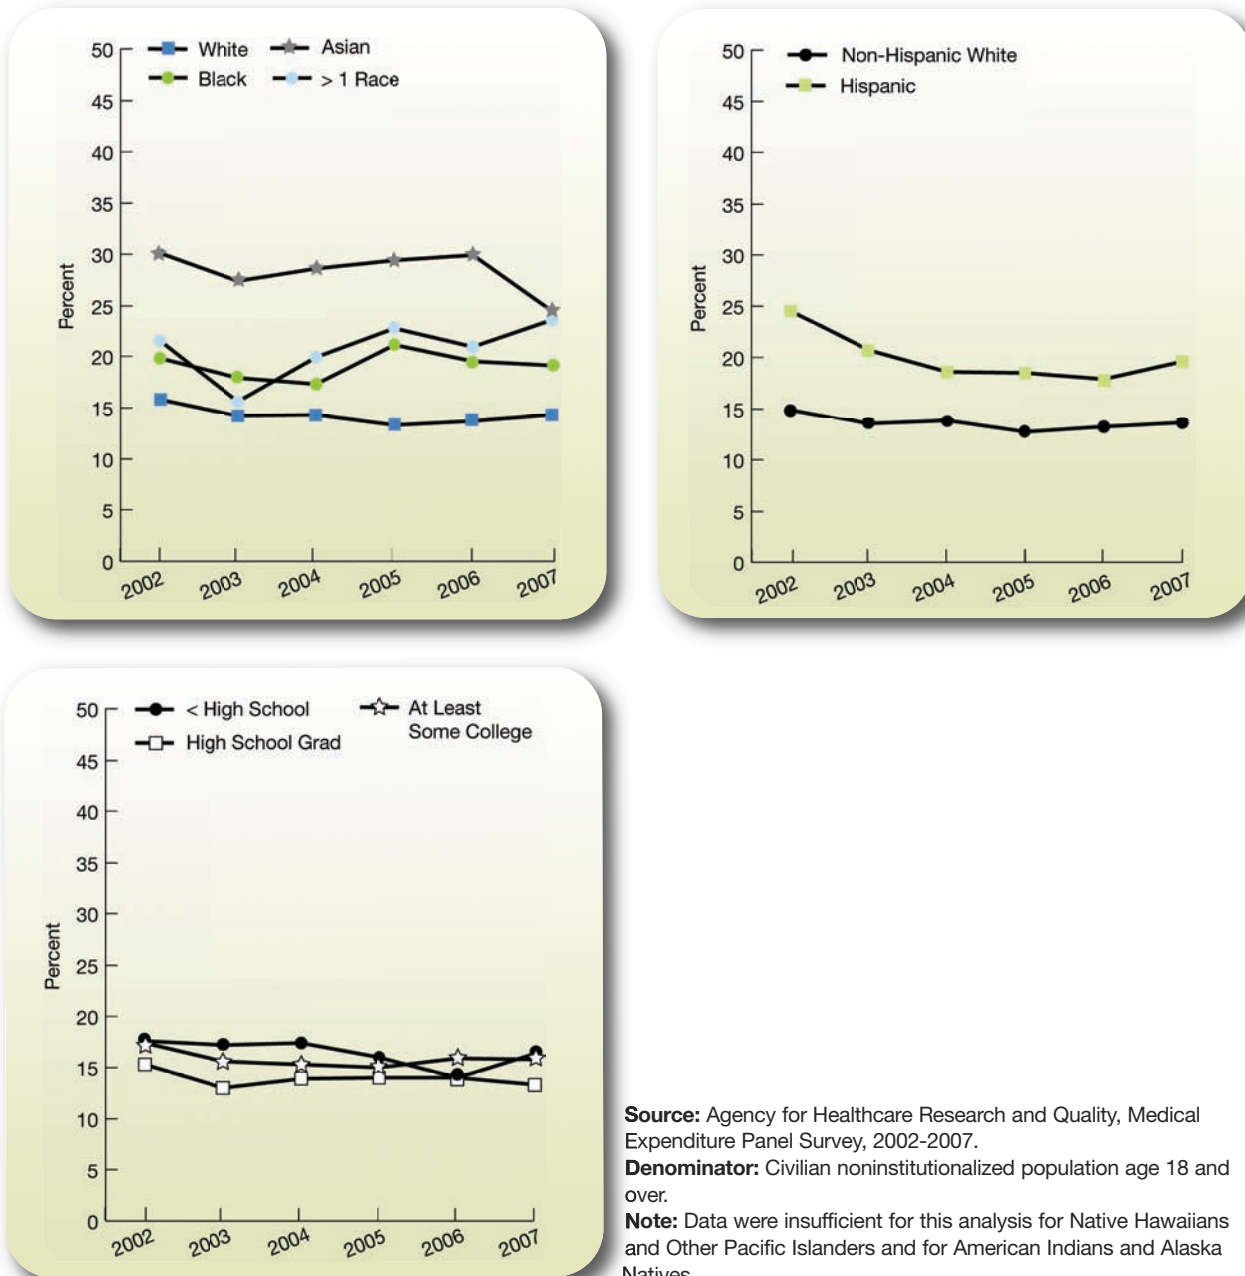 White Asian
Black > 1 Race
50
45
40
35
30
25
20
15
10
5
0
Percent
2002 2003 2004 2005 2006 2007
Non-Hispanic White
Hispanic
50
45
40
35
30
25
20
15
10
5
0
Percent
2002 2003 2004 2005 2006 2007
< High School At Least
Some College
High School Grad
50
45
40
35
30
25
20
15
10
5
0
Percent
2002 2003 2004 2005 2006 2007
Source: Agency for Healthcare Research and Quality, Medical
Expenditure Panel Survey, 2002-2007.
Denominator: Civilian noninstitutionalized population age 18 and
over.
Note: Data were insufficient for this analysis for Native Hawaiians
and Other Pacific Islanders and for American Indians and Alaska
Natives